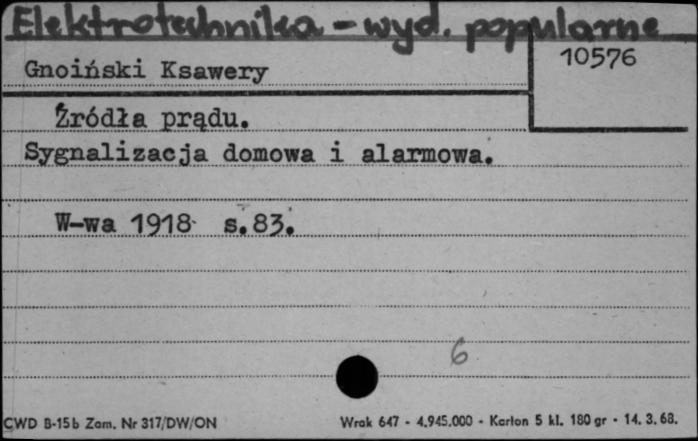 Elektrotechnika - wyd. popularne
10576
Gnoiński Ksawery
Źródła prądu.
Sygnalizacja domowa i alarmowa.
W-wa 1918 s.83.
6
CWD B-15b Zam. Nr 317/DW/ON
Wrak 647 - 4.945.000 - Karton 5 kl. 180 gr - 14. 3. 68.